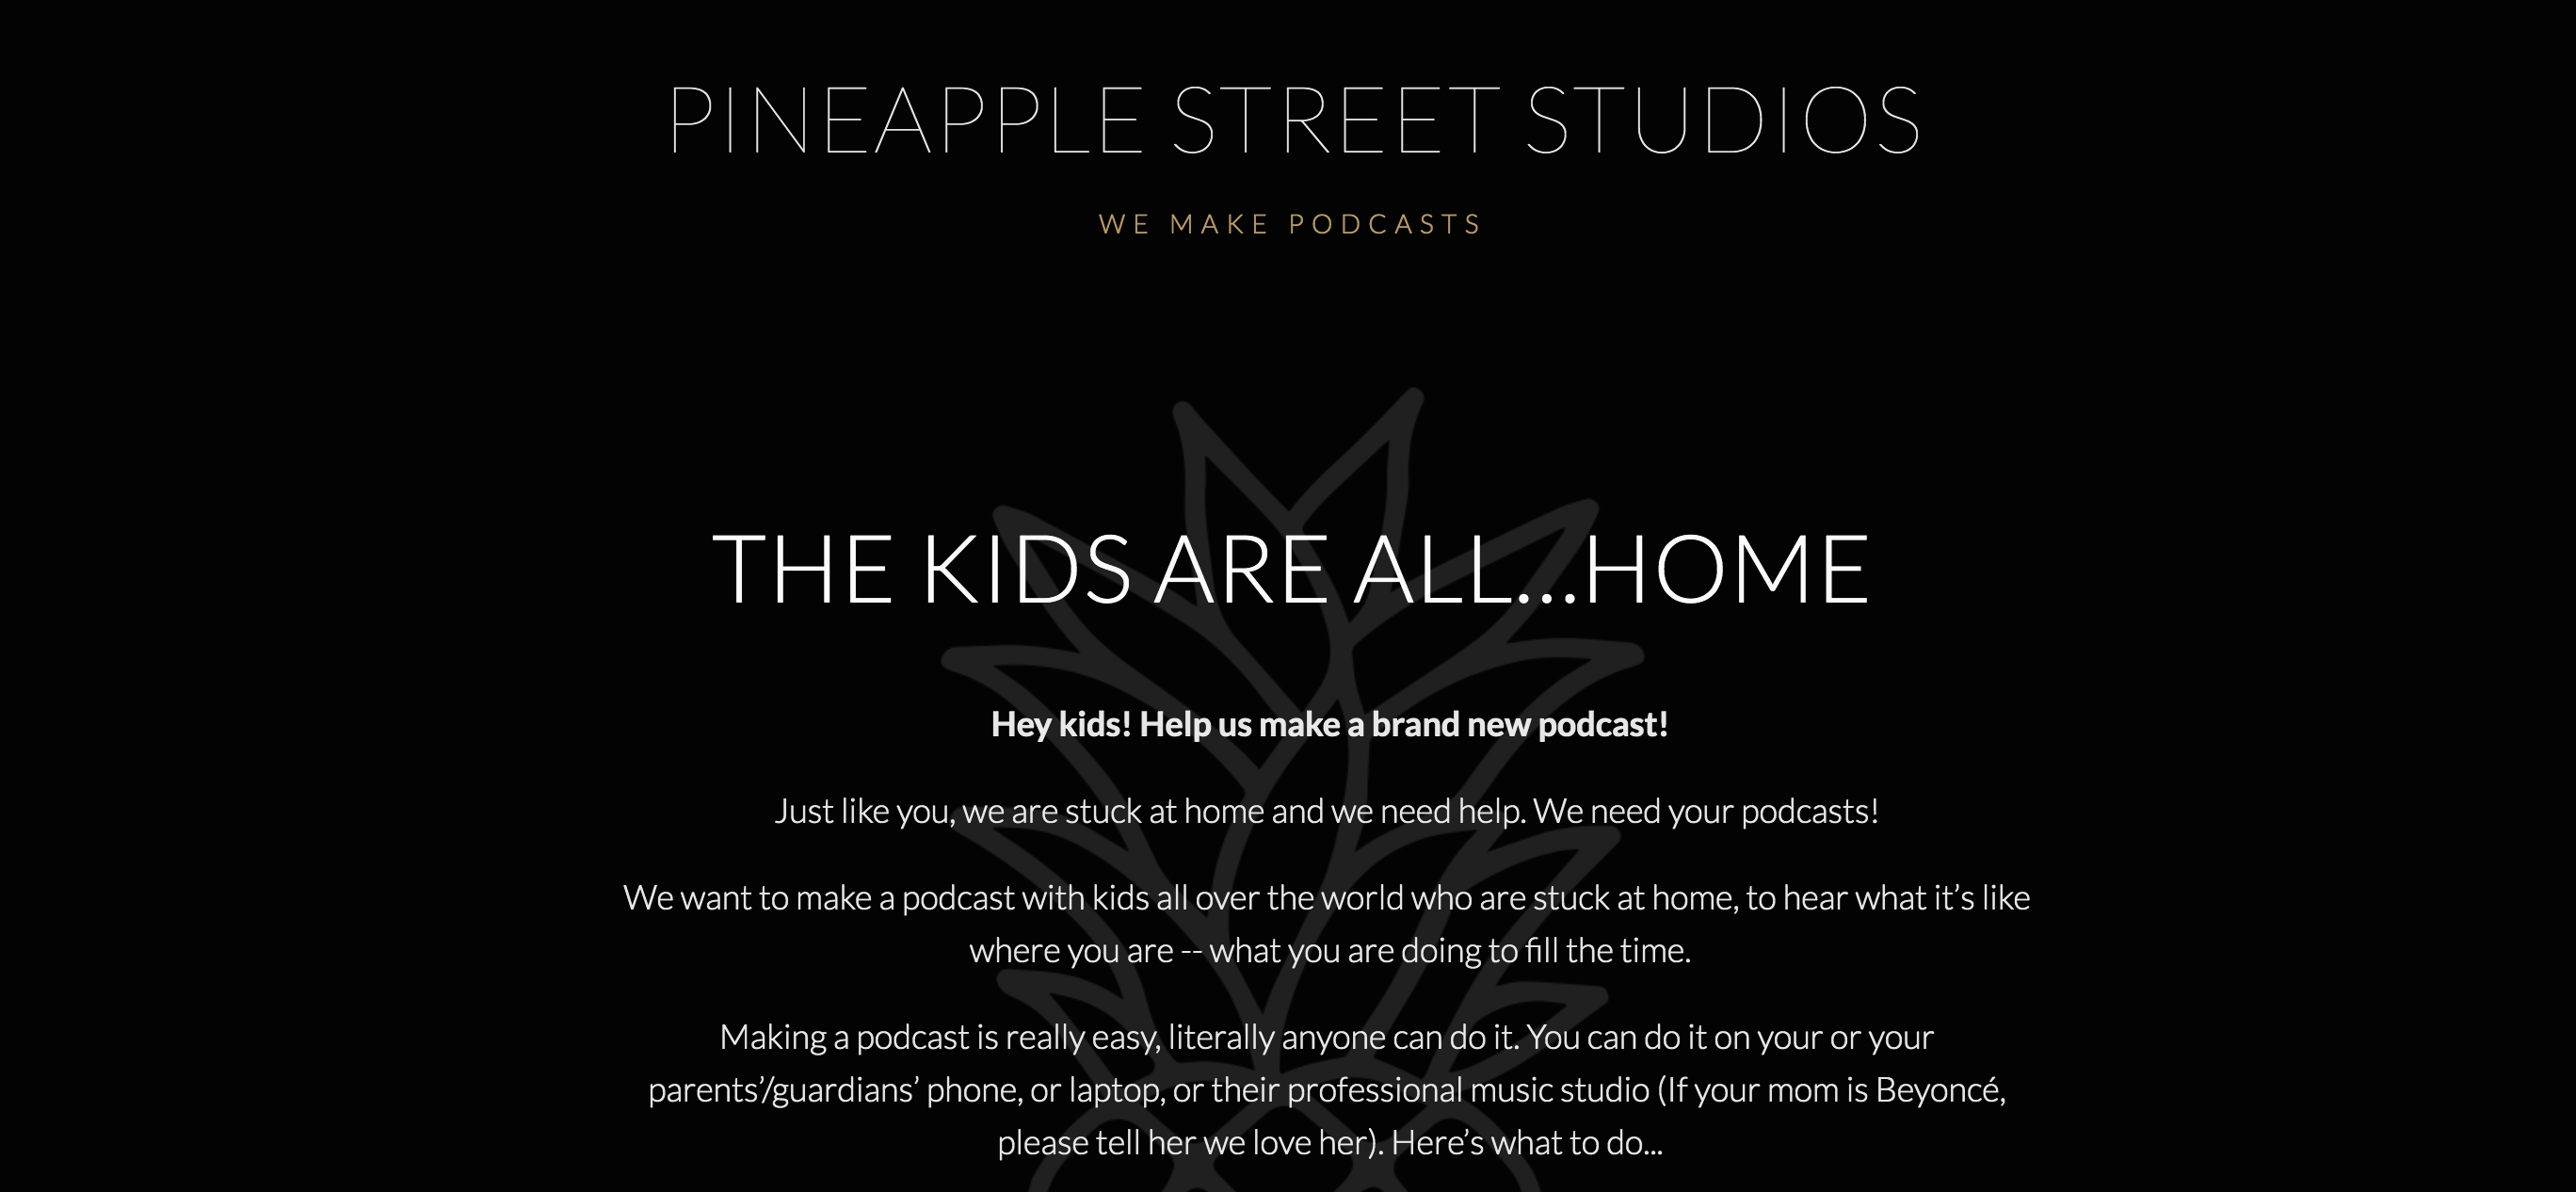 PINEAPPLE STREET STUDIOS
WE MAKE PODCASTS
THE KIDS ARE ALL...HOME
Hey kids! Help us make a brand new podcast!
Just like you, we are stuck at home and we need help. We need your podcasts!
We want to make a podcast with kids all over the world who are stuck at home, to hear what it’s like
where you are -- what you are doing to fill the time.
Making a podcast is really easy, literally anyone can do it. You can do it on your or your
parents’/guardians’ phone, or laptop, or their professional music studio (If your mom is Beyoncé,
please tell her we love her). Here’s what to do...